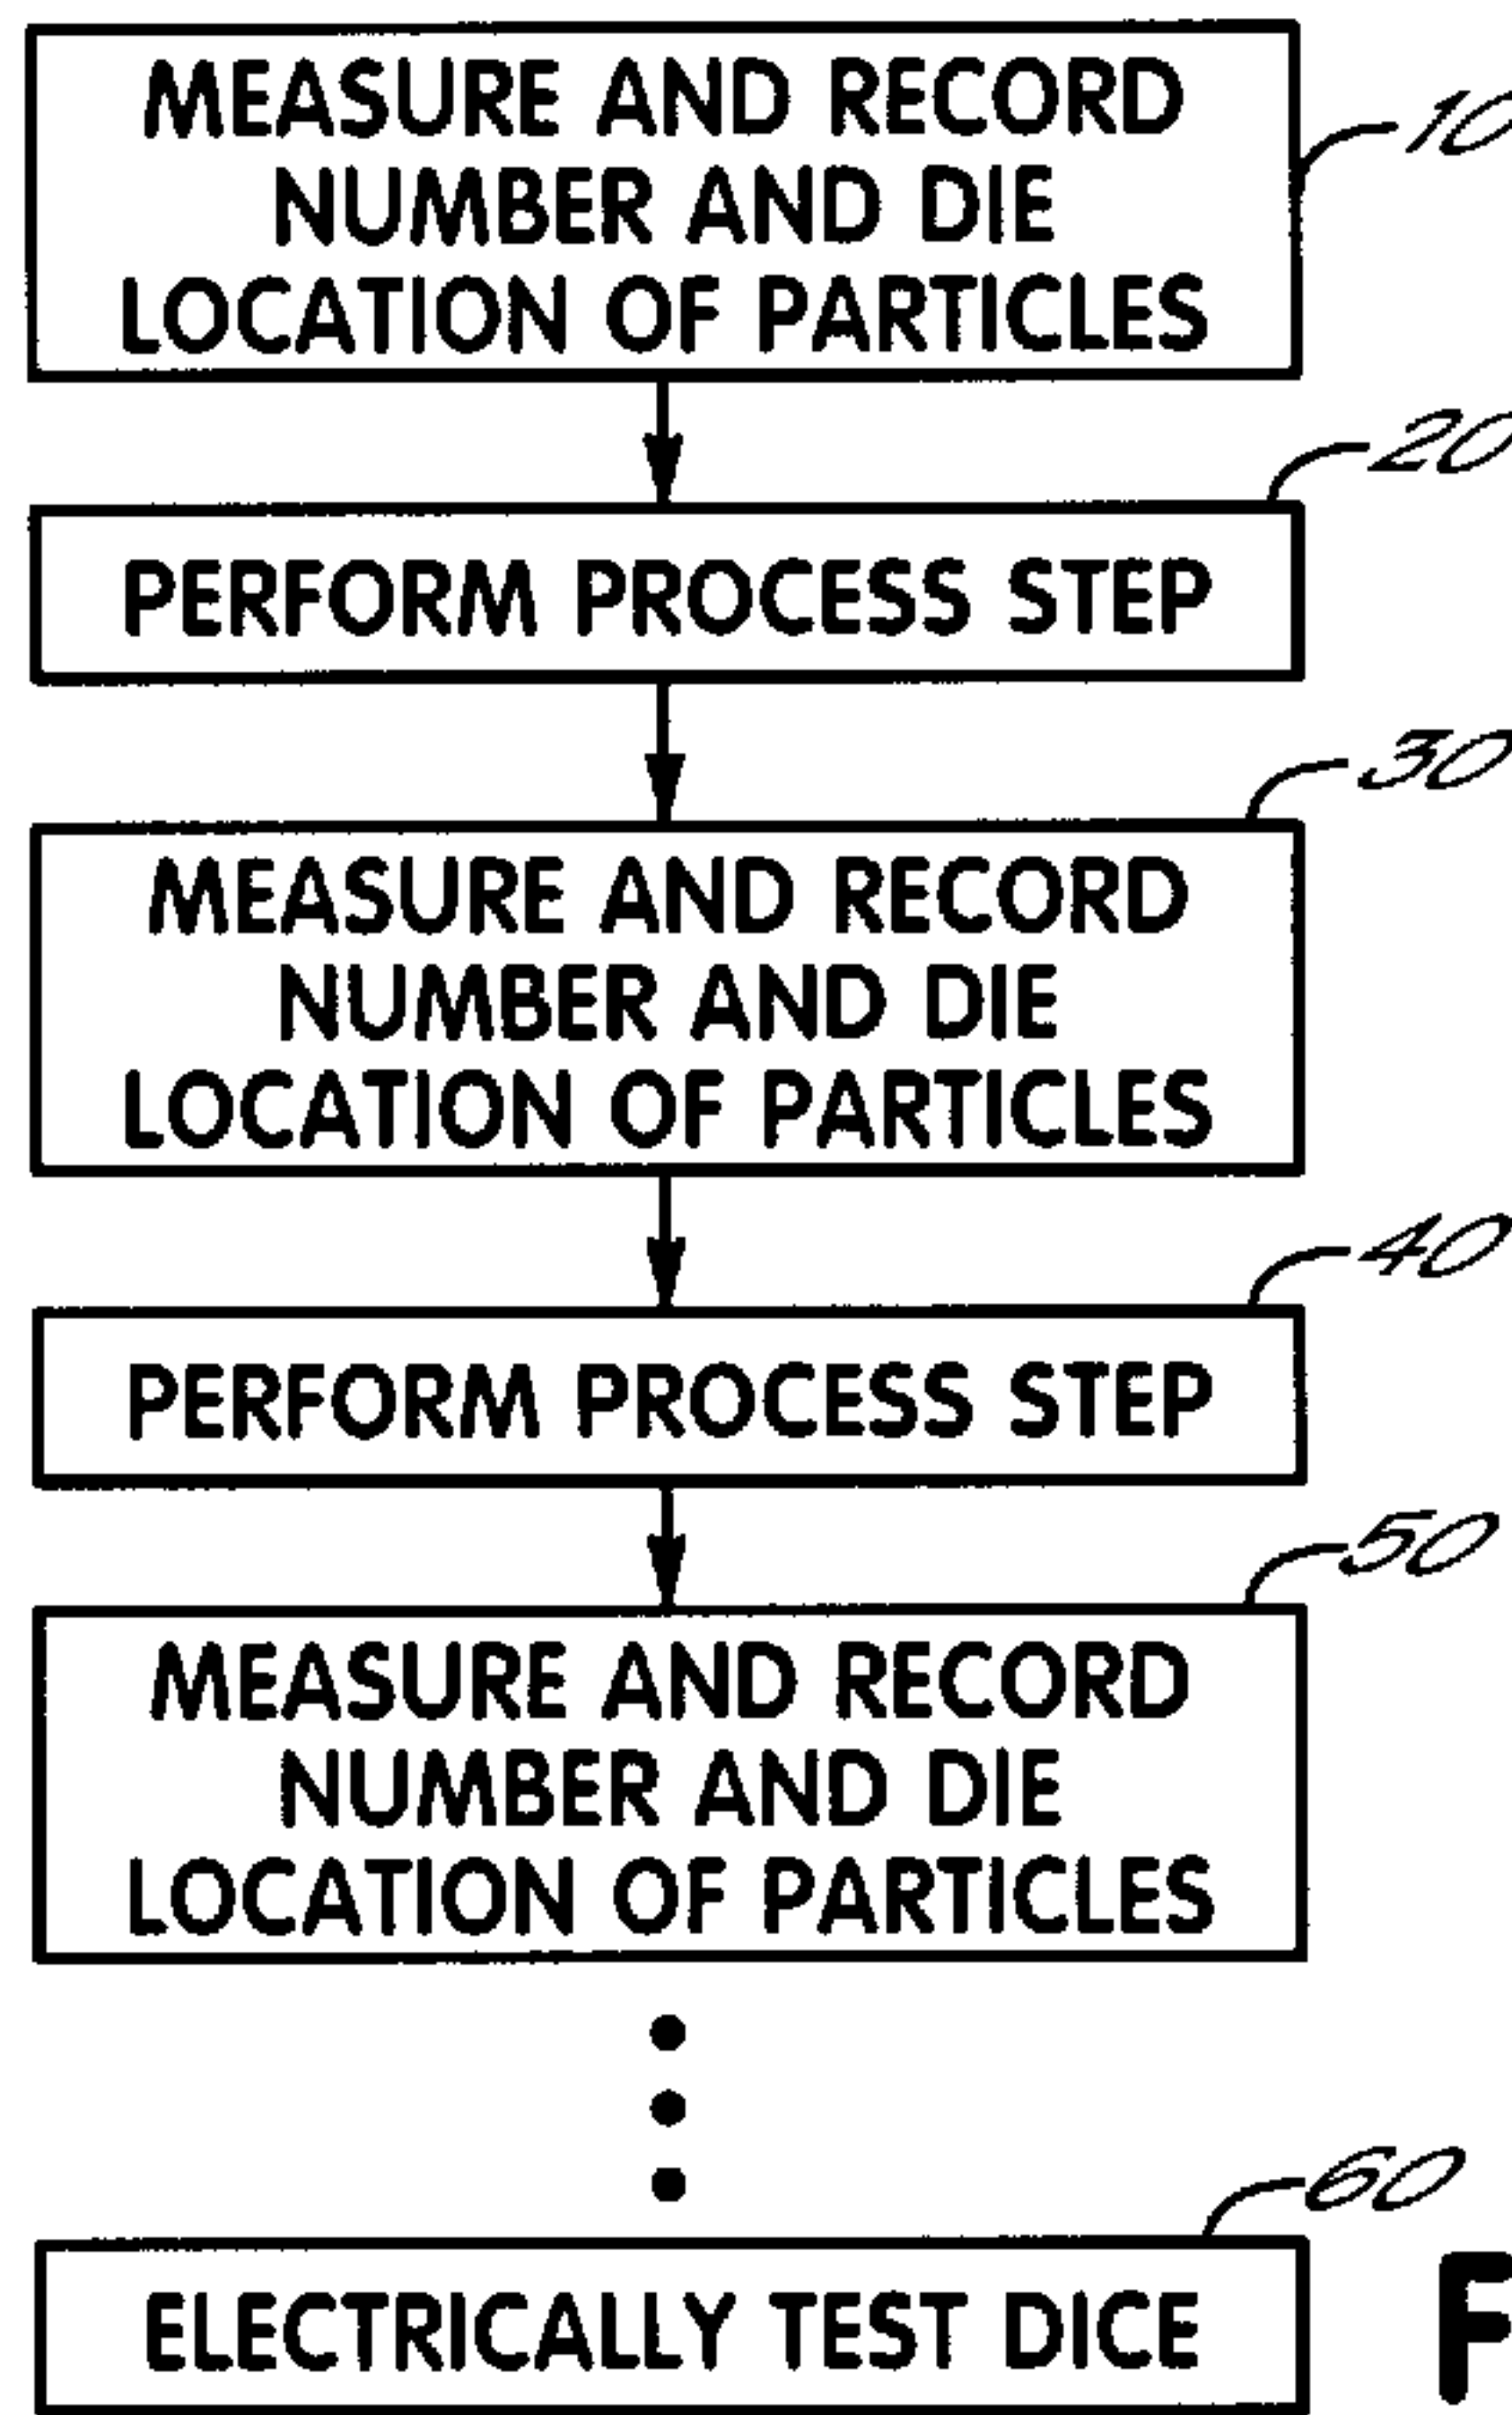 MEASURE AND RECORD
NUMBER AND DIE
LOCATION OF PARTICLES
10
20
PERFORM PROCESS STEP
30
MEASURE AND RECORD
NUMBER AND DIE
LOCATION OF PARTICLES
40
PERFORM PROCESS STEP
50
MEASURE AND RECORD
NUMBER AND DIE
LOCATION OF PARTICLES
60
ELECTRICALLY TEST DICE
F